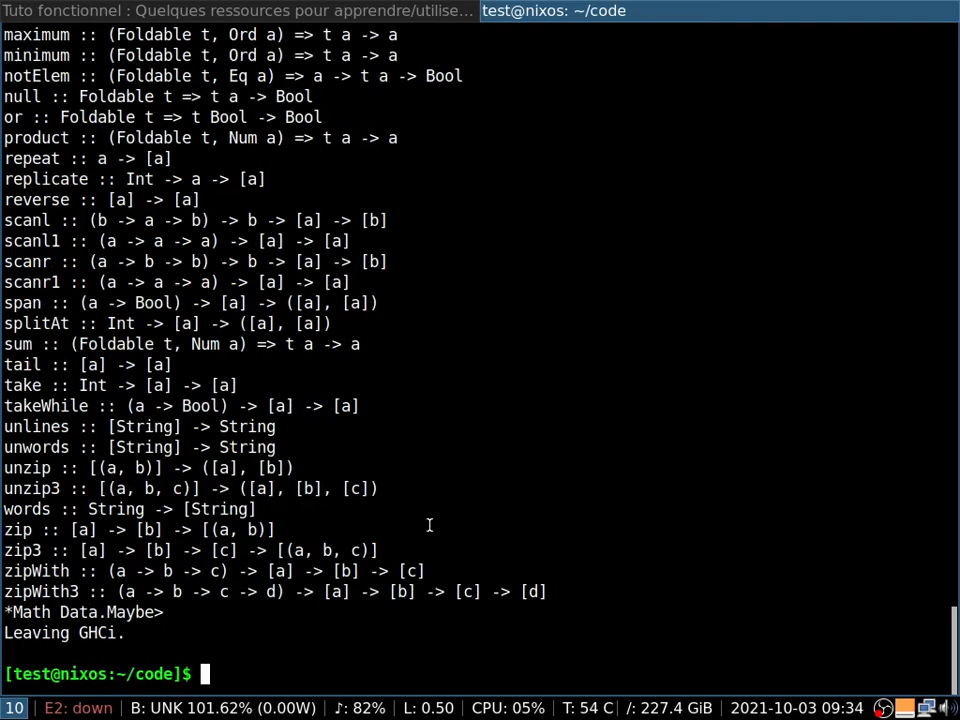 Tuto fonctionnel : Quelques ressources pour apprendre/utilise... test@nixos: ~/code
maximum :: (Foldable t, Ord a) => t a -> a
minimum :: (Foldable t, Ord a) => t a -> a
notElem :: (Foldable t, Eq a) => a -> t a -> Bool
null :: Foldable t => t a -> Bool
or :: Foldable t => t Bool -> Bool
product :: (Foldable t, Num a) => t a -> a
repeat :: a -> [a]
replicate :: Int -> a -> [a]
reverse :: [a] -> [a]
scanl :: (b -> a -> b) -> b -> [a] -> [b]
scanl1 :: (a -> a -> a) -> [a] -> [a]
scanr :: (a -> b -> b) -> b -> [a] -> [b]
scanr1 :: (a -> a -> a) -> [a] -> [a]
span :: (a -> Bool) -> [a] -> ([a], [a])
splitAt :: Int -> [a] -> ([a], [a])
sum :: (Foldable t, Num a) => t a -> a
tail :: [a] -> [a]
take :: Int -> [a] -> [a]
takeWhile :: (a -> Bool) -> [a] -> [a]
unlines :: [String] -> String
unwords :: [String] -> String
unzip :: [(a, b)] -> ([a], [b])
unzip3 :: [(a, b, c)] -> ([a], [b], [c])
words :: String -> [String]
zip :: [a] -> [b] -> [(a, b)]
zip3 :: [a] -> [b] -> [c] -> [(a, b, c)]
zipWith :: (a -> b -> c) -> [a] -> [b] -> [c]
zipWith3 :: (a -> b -> c -> d) -> [a] -> [b] -> [c] -> [d]
*Math Data.Maybe>
Leaving GHCi.
[test@nixos:~/code]$
10 E2: down | B: UNK 101.62% (0.00W) | ♪: 82% | L: 0.50 | CPU: 05% | T: 54 C | /: 227.4 GiB | 2021-10-03 09:34